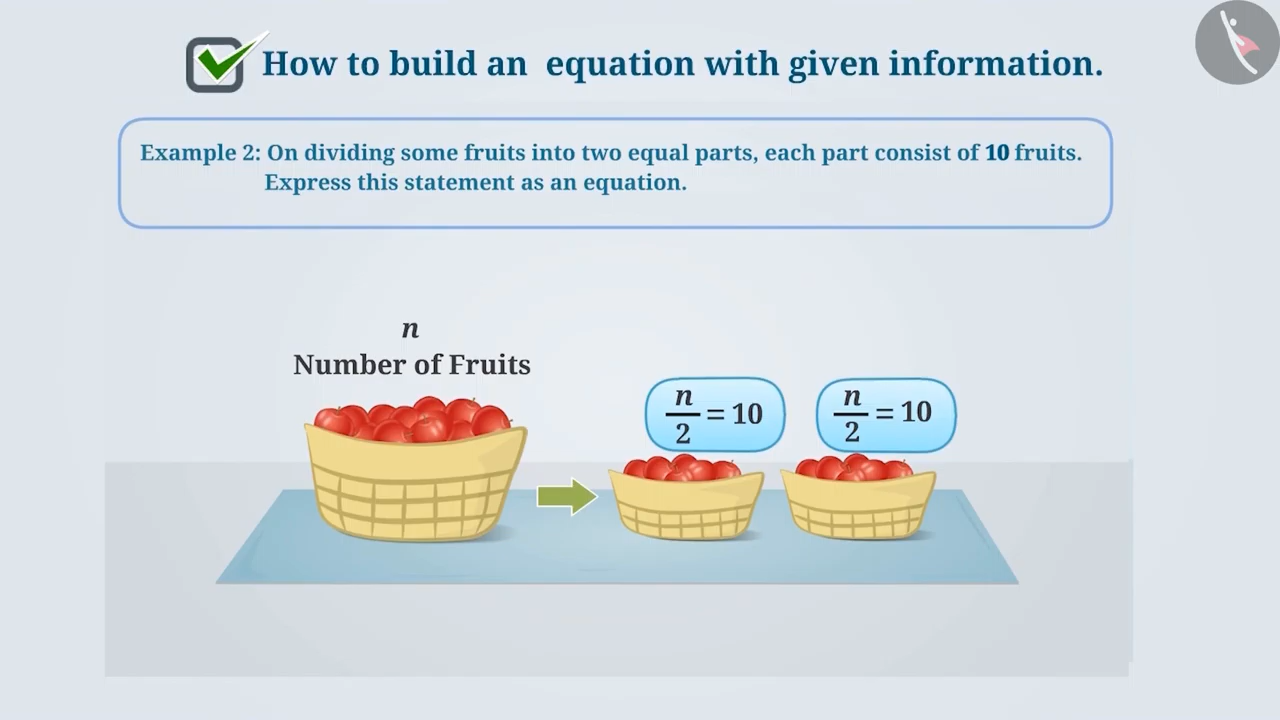 How to build an equation with given information.
Example 2: On dividing some fruits into two equal parts, each part consist of 10 fruits.
Express this statement as an equation.
n
Number of Fruits
n/2 = 10
n/2 = 10